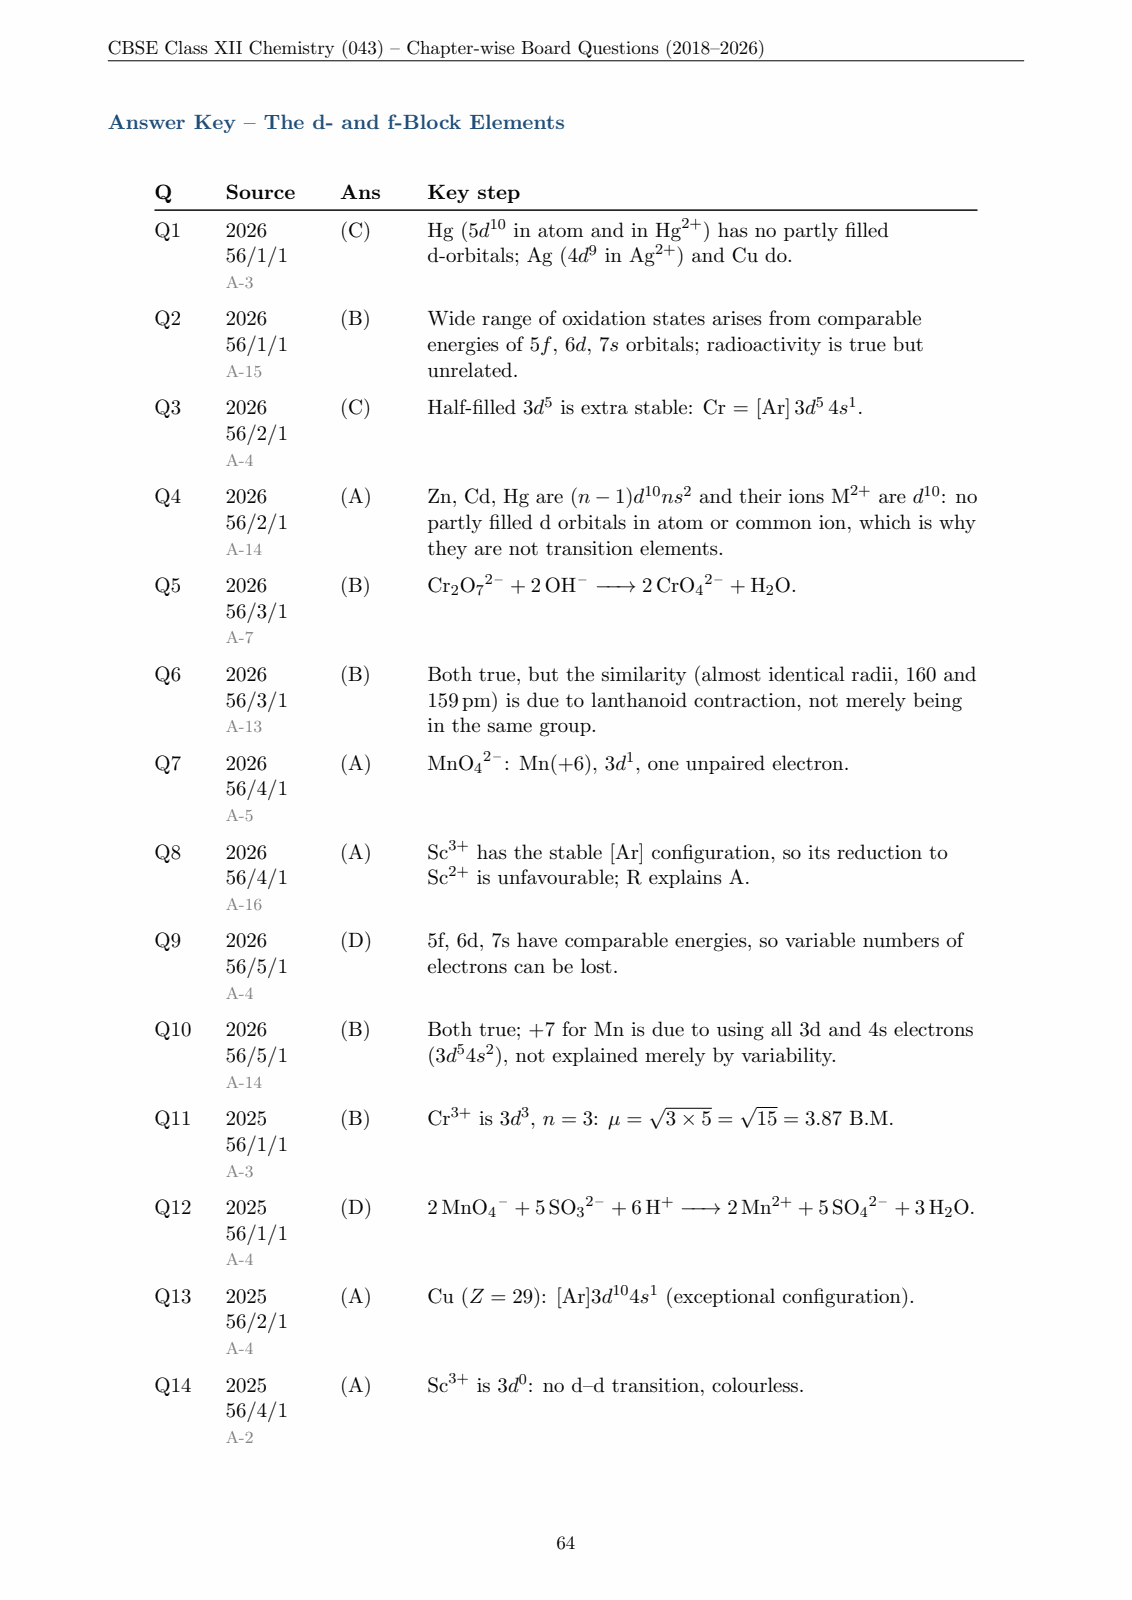 CBSE Class XII Chemistry (043) – Chapter-wise Board Questions (2018–2026)
Answer Key – The d- and f-Block Elements
Q Source Ans Key step
Q1 2026 (C) Hg (5d¹⁰ in atom and in Hg²⁺) has no partly filled
56/1/1 d-orbitals; Ag (4d⁹ in Ag²⁺) and Cu do.
A-3
Q2 2026 (B) Wide range of oxidation states arises from comparable
56/1/1 energies of 5f, 6d, 7s orbitals; radioactivity is true but
A-15 unrelated.
Q3 2026 (C) Half-filled 3d⁵ is extra stable: Cr = [Ar] 3d⁵ 4s¹.
56/2/1
A-4
Q4 2026 (A) Zn, Cd, Hg are (n − 1)d¹⁰ns² and their ions M²⁺ are d¹⁰: no
56/2/1 partly filled d orbitals in atom or common ion, which is why
A-14 they are not transition elements.
Q5 2026 (B) Cr₂O₇²⁻ + 2 OH⁻ ⟶ 2 CrO₄²⁻ + H₂O.
56/3/1
A-7
Q6 2026 (B) Both true, but the similarity (almost identical radii, 160 and
56/3/1 159 pm) is due to lanthanoid contraction, not merely being
A-13 in the same group.
Q7 2026 (A) MnO₄²⁻: Mn(+6), 3d¹, one unpaired electron.
56/4/1
A-5
Q8 2026 (A) Sc³⁺ has the stable [Ar] configuration, so its reduction to
56/4/1 Sc²⁺ is unfavourable; R explains A.
A-16
Q9 2026 (D) 5f, 6d, 7s have comparable energies, so variable numbers of
56/5/1 electrons can be lost.
A-4
Q10 2026 (B) Both true; +7 for Mn is due to using all 3d and 4s electrons
56/5/1 (3d⁵4s²), not explained merely by variability.
A-14
Q11 2025 (B) Cr³⁺ is 3d³, n = 3: μ = √(3 × 5) = √15 = 3.87 B.M.
56/1/1
A-3
Q12 2025 (D) 2 MnO₄⁻ + 5 SO₃²⁻ + 6 H⁺ ⟶ 2 Mn²⁺ + 5 SO₄²⁻ + 3 H₂O.
56/1/1
A-4
Q13 2025 (A) Cu (Z = 29): [Ar]3d¹⁰4s¹ (exceptional configuration).
56/2/1
A-4
Q14 2025 (A) Sc³⁺ is 3d⁰: no d–d transition, colourless.
56/4/1
A-2
64